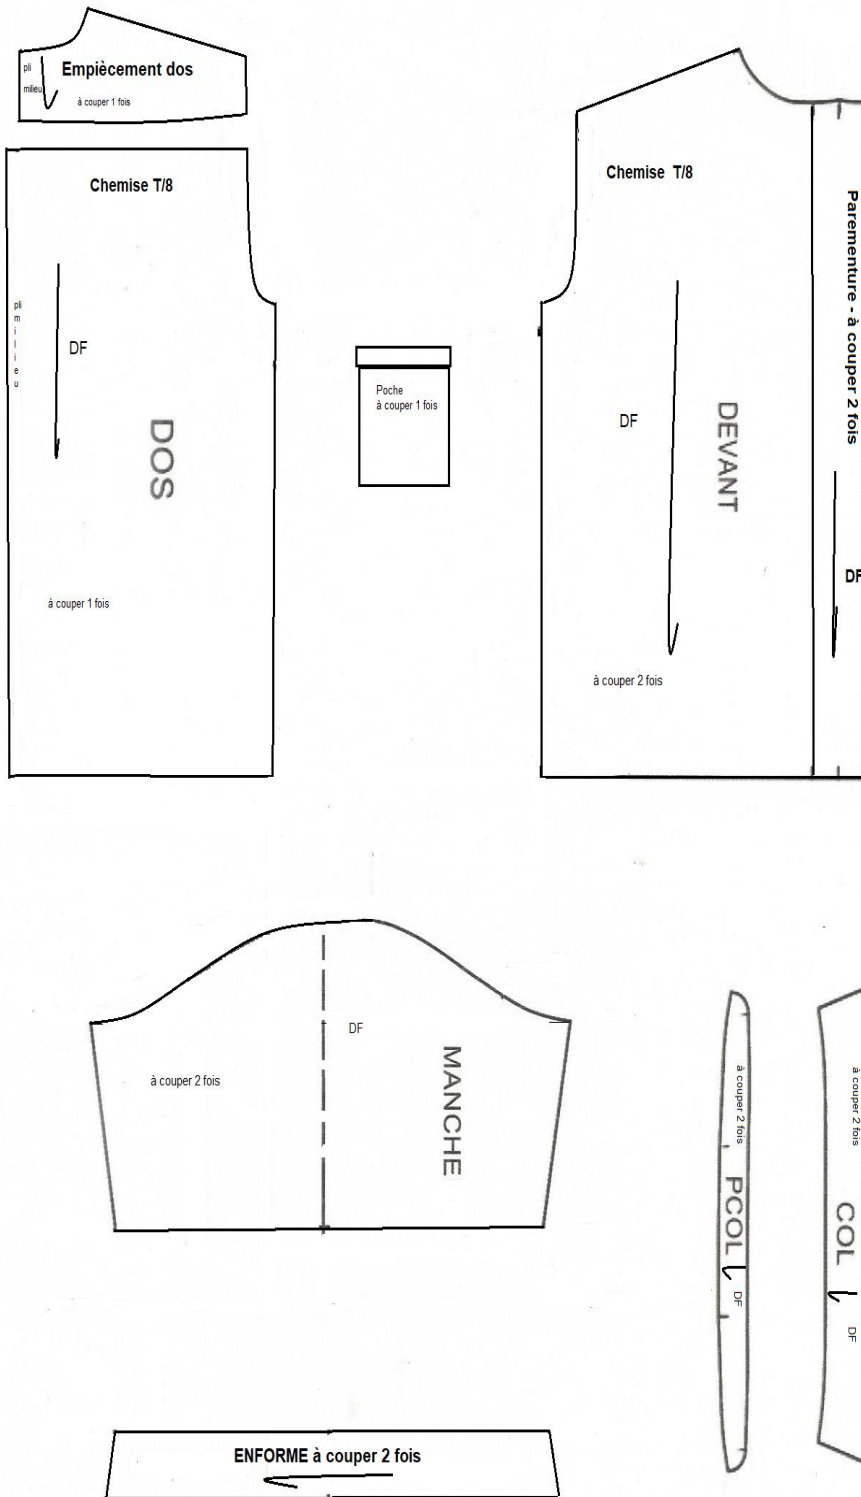 pli
milieu
Empiècement dos
à couper 1 fois
Chemise T/8
pli
milieu
DF
DOS
à couper 1 fois
Poche
à couper 1 fois
Chemise T/8
DF
DEVANT
à couper 2 fois
Parementure - à couper 2 fois
DF
DF
à couper 2 fois
MANCHE
à couper 2 fois
PCOL
DF
à couper 2 fois
COL
DF
ENFORME à couper 2 fois